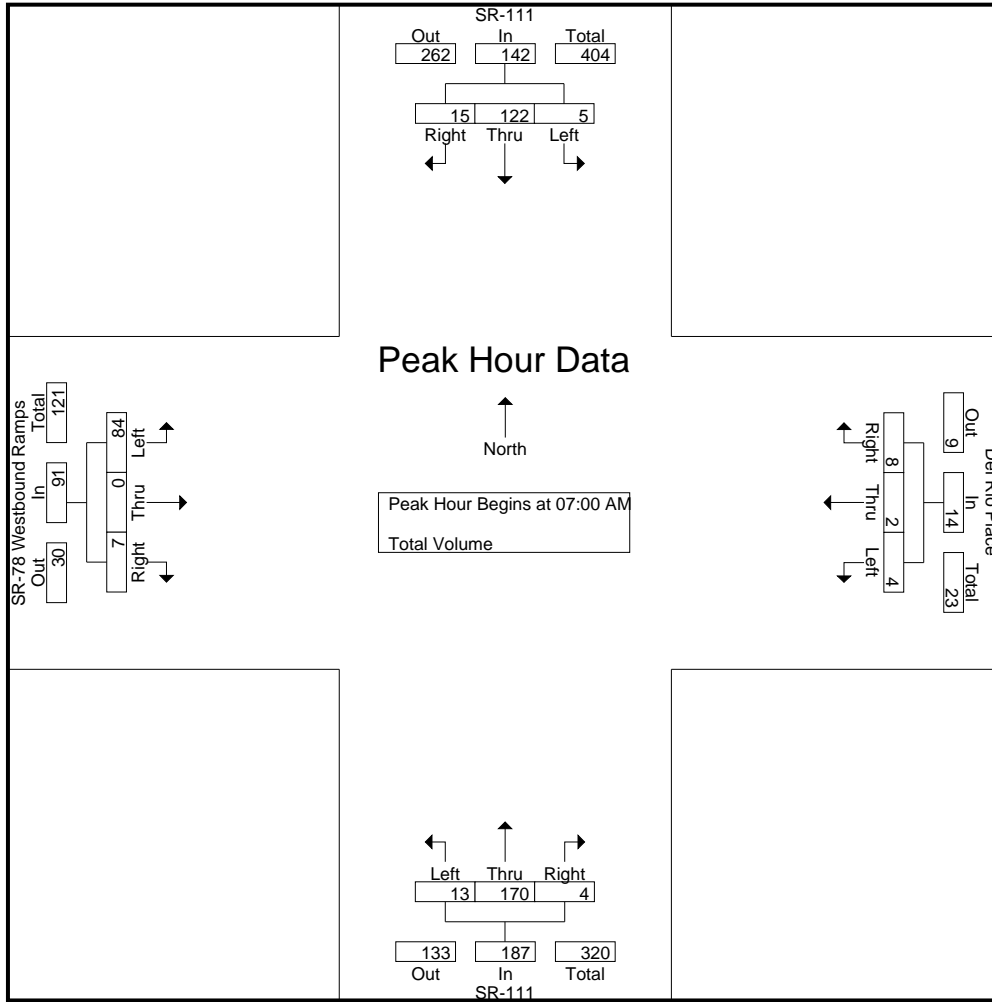 SR-111
Out In Total
262 142 404
15 122 5
Right Thru Left
Peak Hour Data
North
Peak Hour Begins at 07:00 AM
Total Volume
SR-78 Westbound Ramps
Total In Out
121 91 30
84 0 7
Left Thru Right
Right Thru Left
8 2 4
9 14 23
Out In Total
Del Rio Place
Left Thru Right
13 170 4
133 187 320
Out In Total
SR-111